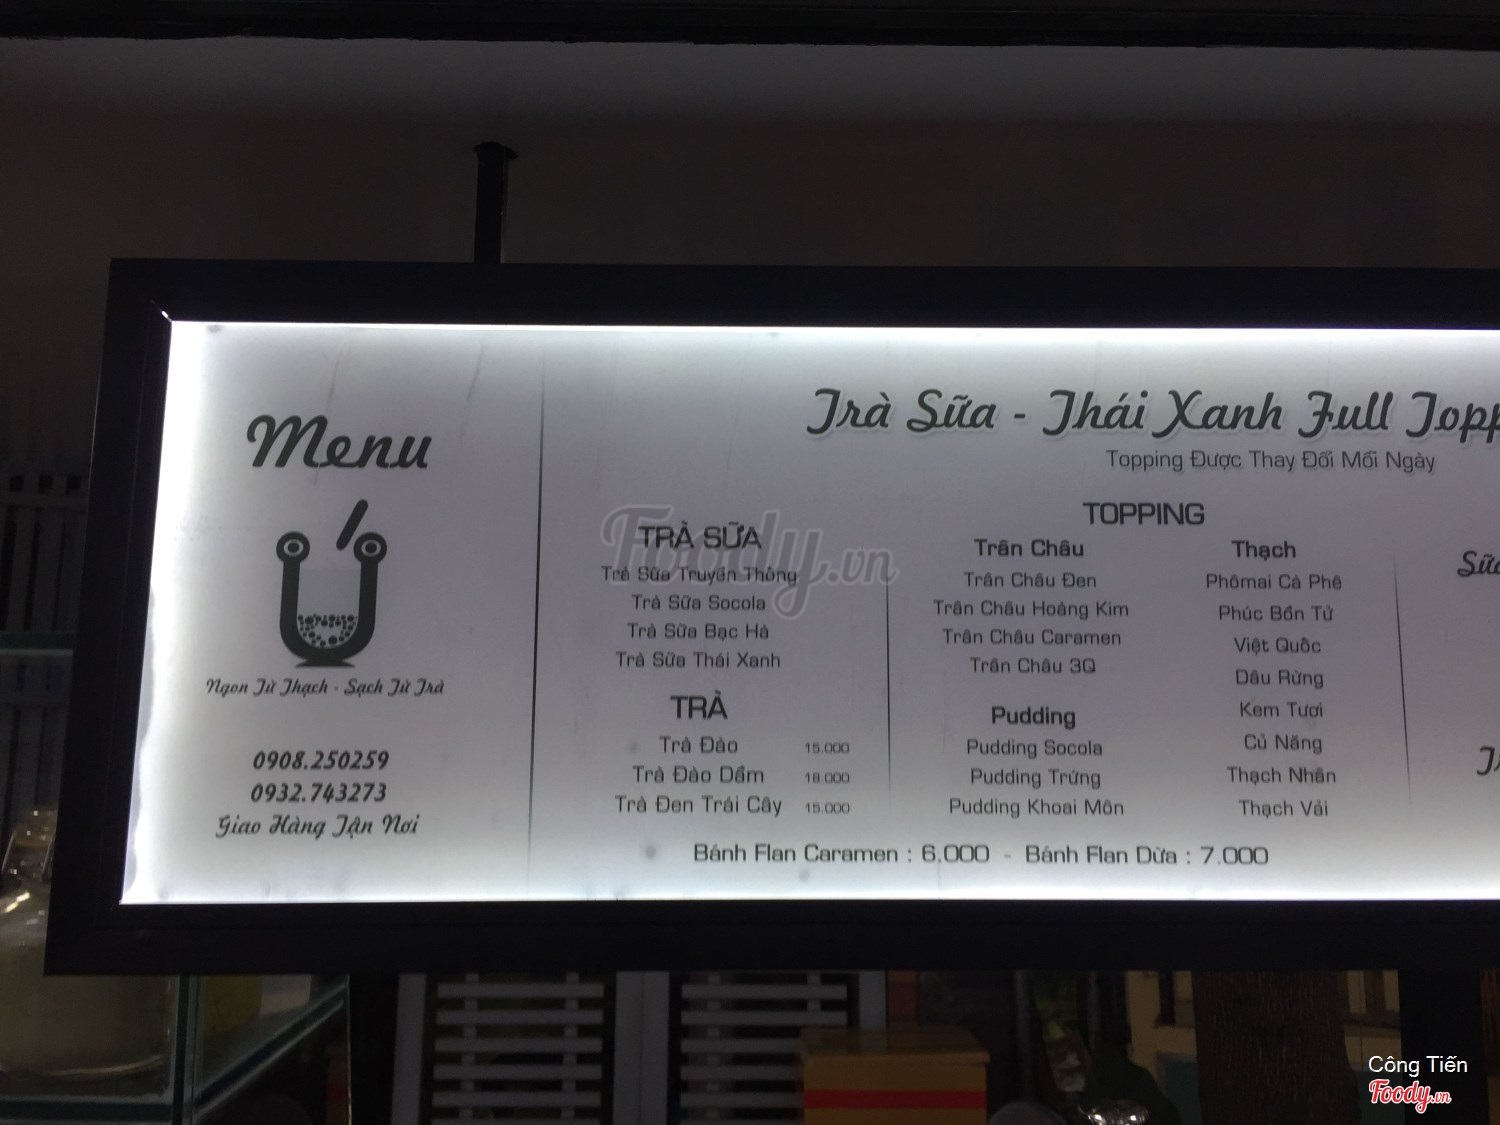 Menu
Ngon Từ Thạch - Sạch Từ Trà
0908.250259
0932.743273
Giao Hàng Tận Nơi
Trà Sữa - Thái Xanh Full Topp
Topping Được Thay Đổi Mỗi Ngày
TRÀ SỮA
Trà Sữa Truyền Thống
Trà Sữa Socola
Trà Sữa Bạc Hà
Trà Sữa Thái Xanh
TRÀ
Trà Đào 15.000
Trà Đào Dầm 18.000
Trà Đen Trái Cây 15.000
TOPPING
Trân Châu
Trân Châu Đen
Trân Châu Hoàng Kim
Trân Châu Caramen
Trân Châu 3Q
Pudding
Pudding Socola
Pudding Trứng
Pudding Khoai Môn
Thạch
Phômai Cà Phê
Phúc Bồn Tử
Việt Quốc
Dâu Rừng
Kem Tươi
Củ Năng
Thạch Nhãn
Thạch Vải
Bánh Flan Caramen : 6.000 - Bánh Flan Dừa : 7.000
Foody.vn
Công Tiến
Foody.vn